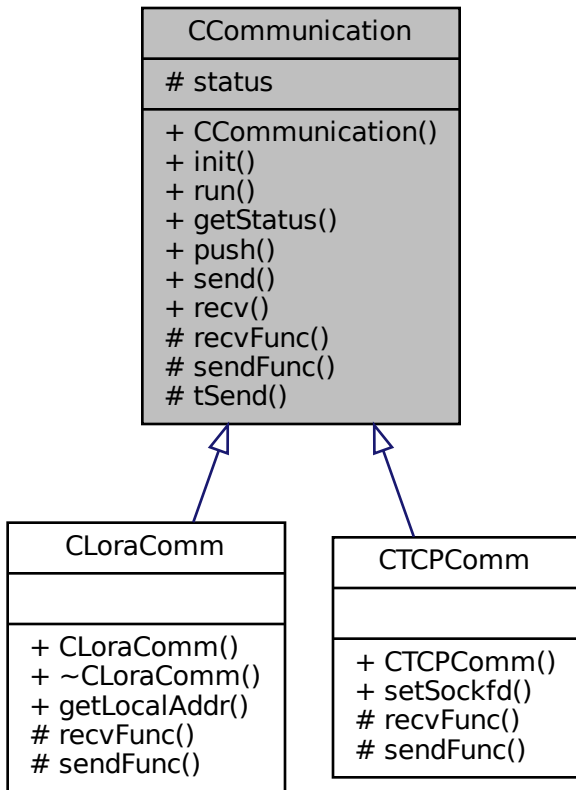 CCommunication
# status
+ CCommunication()
+ init()
+ run()
+ getStatus()
+ push()
+ send()
+ recv()
# recvFunc()
# sendFunc()
# tSend()
CLoraComm
+ CLoraComm()
+ ~CLoraComm()
+ getLocalAddr()
# recvFunc()
# sendFunc()
CTCPComm
+ CTCPComm()
+ setSockfd()
# recvFunc()
# sendFunc()